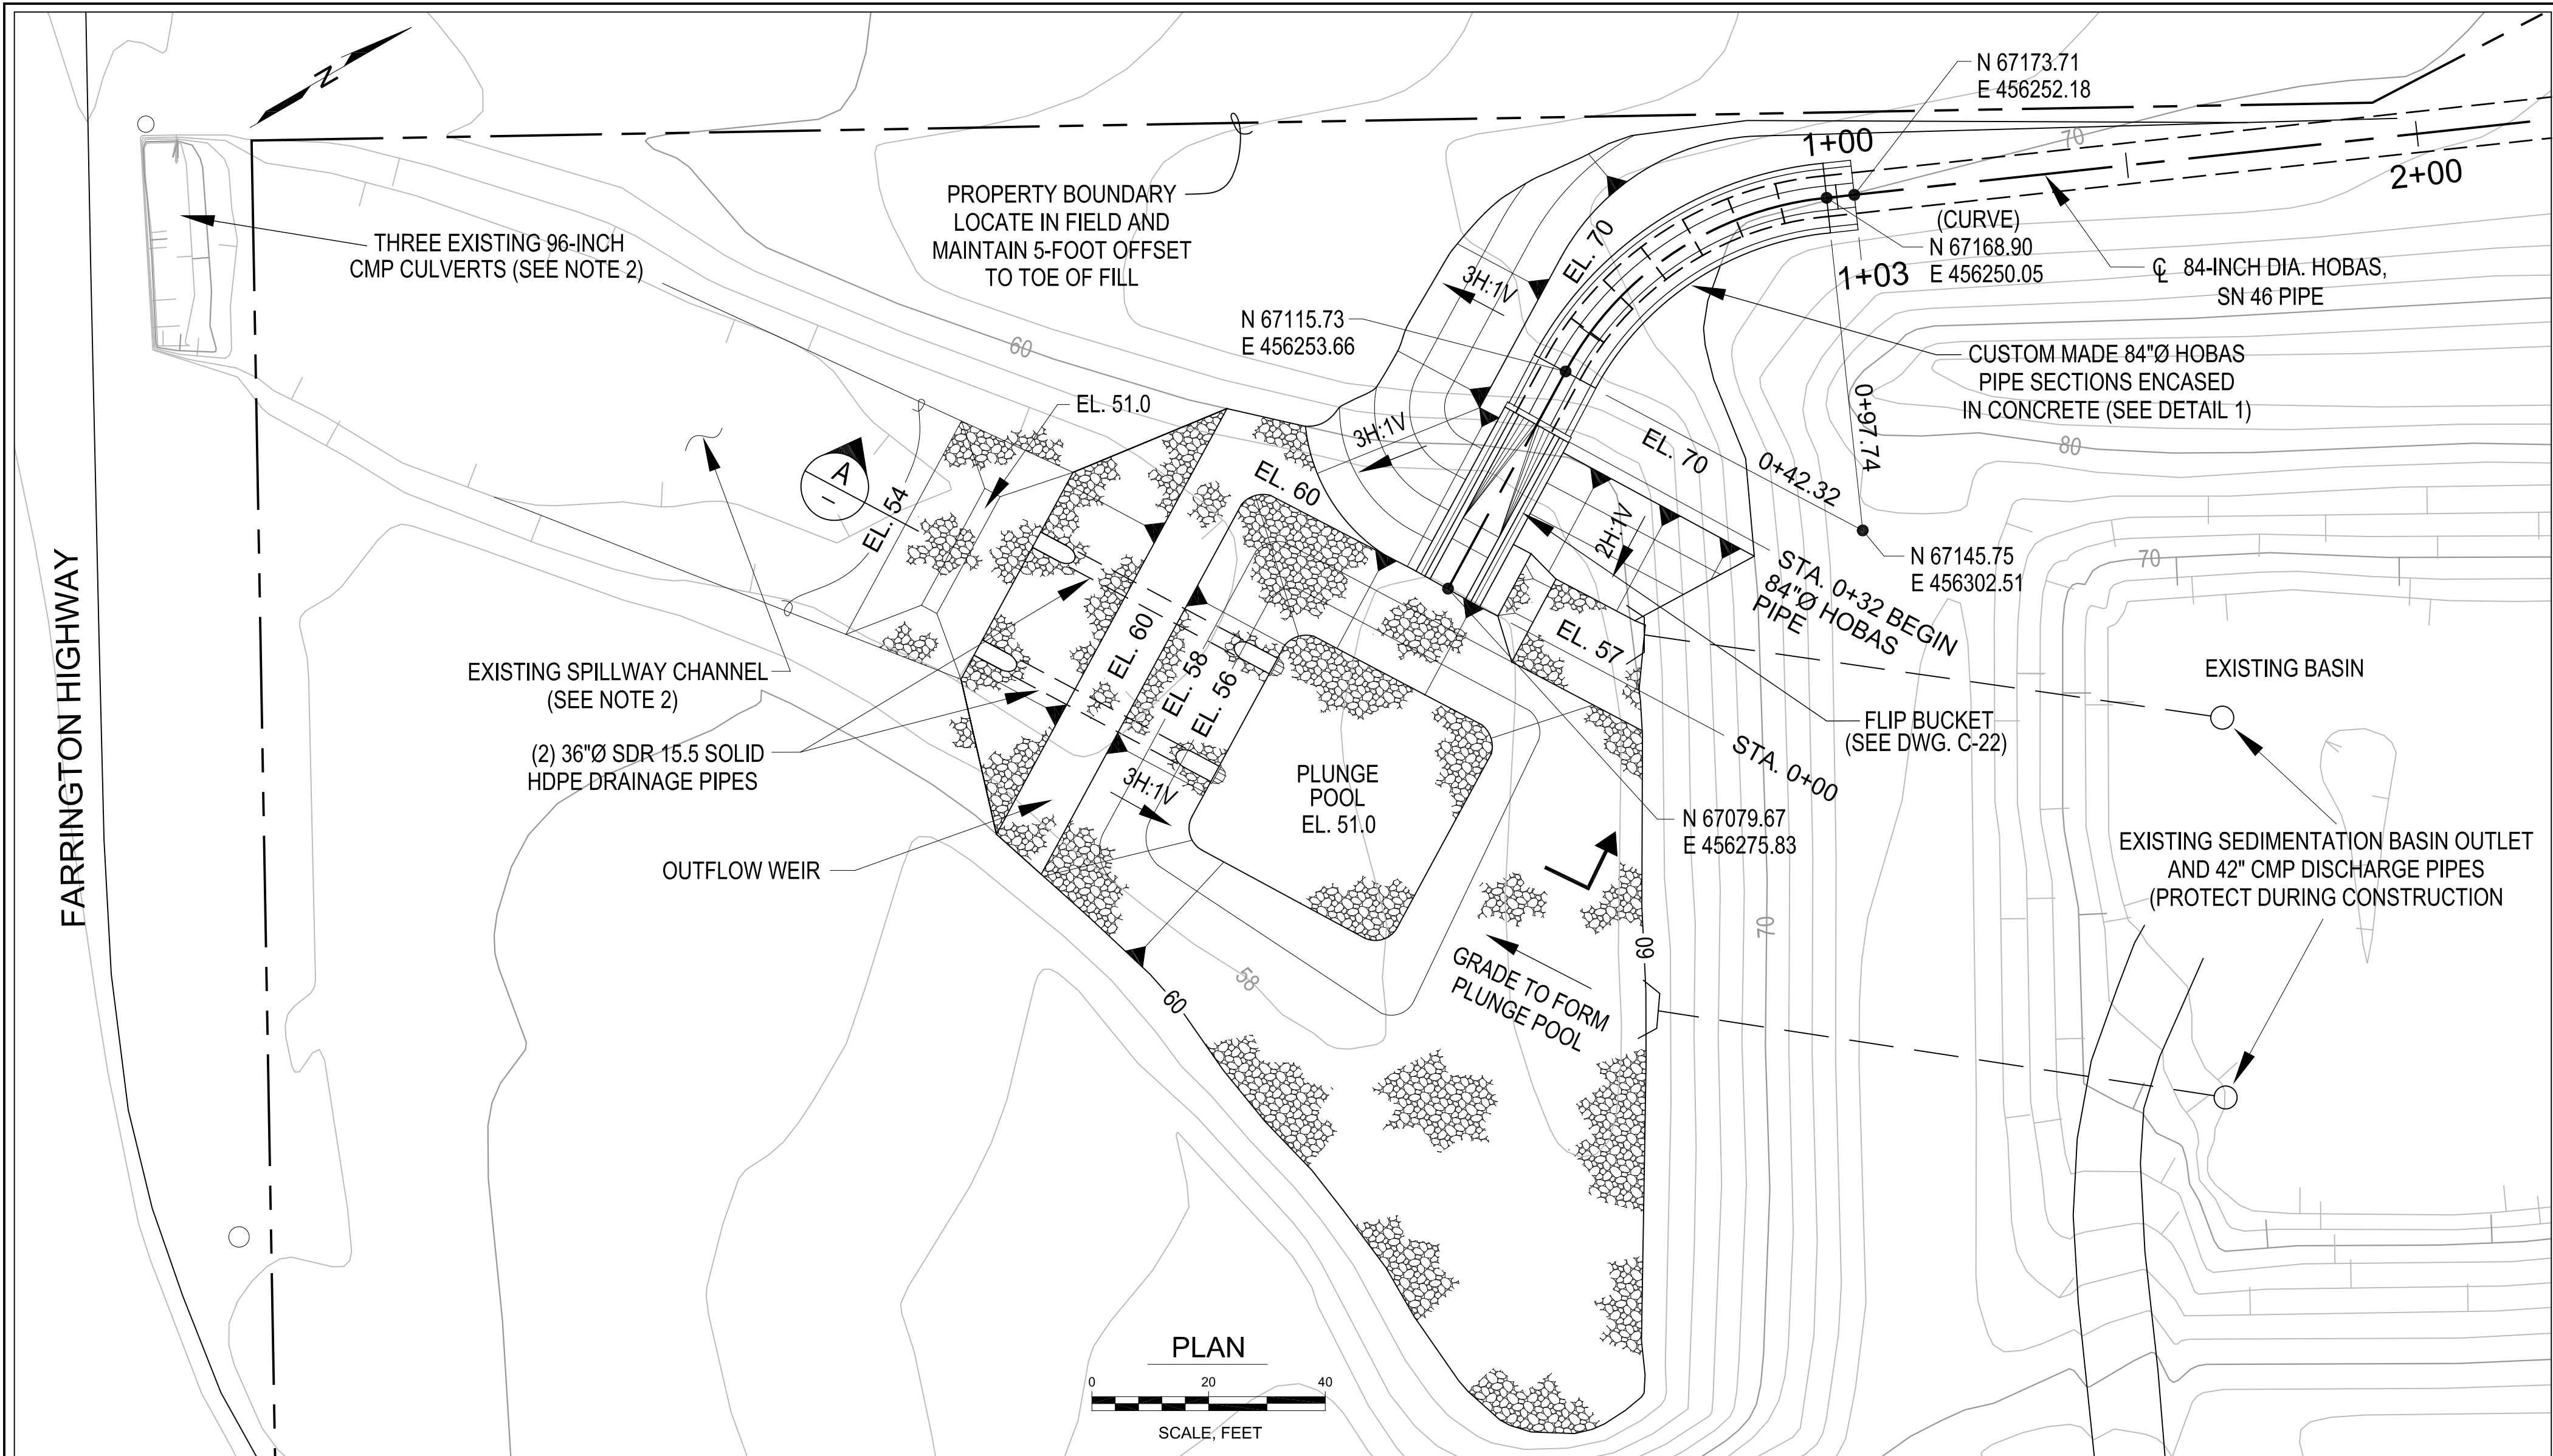 N
N 67173.71
E 456252.18
1+00
70
2+00
PROPERTY BOUNDARY
LOCATE IN FIELD AND
MAINTAIN 5-FOOT OFFSET
TO TOE OF FILL
THREE EXISTING 96-INCH
CMP CULVERTS (SEE NOTE 2)
EL. 70
3H:1V
(CURVE)
N 67168.90
E 456250.05
1+03
℄ 84-INCH DIA. HOBAS,
SN 46 PIPE
N 67115.73
E 456253.66
60
CUSTOM MADE 84"Ø HOBAS
PIPE SECTIONS ENCASED
IN CONCRETE (SEE DETAIL 1)
0+97.74
EL. 51.0
3H:1V
EL. 70
0+42.32
80
A
–
EL. 54
EL. 60
2H:1V
N 67145.75
E 456302.51
70
STA. 0+32 BEGIN
84"Ø HOBAS
PIPE
FARRINGTON HIGHWAY
EXISTING SPILLWAY CHANNEL
(SEE NOTE 2)
EL. 60
EL. 58
EL. 56
EL. 57
EXISTING BASIN
FLIP BUCKET
(SEE DWG. C-22)
(2) 36"Ø SDR 15.5 SOLID
HDPE DRAINAGE PIPES
3H:1V
PLUNGE
POOL
EL. 51.0
STA. 0+00
N 67079.67
E 456275.83
OUTFLOW WEIR
EXISTING SEDIMENTATION BASIN OUTLET
AND 42" CMP DISCHARGE PIPES
(PROTECT DURING CONSTRUCTION
60
70
58
60
GRADE TO FORM
PLUNGE POOL
PLAN
0 20 40
SCALE, FEET